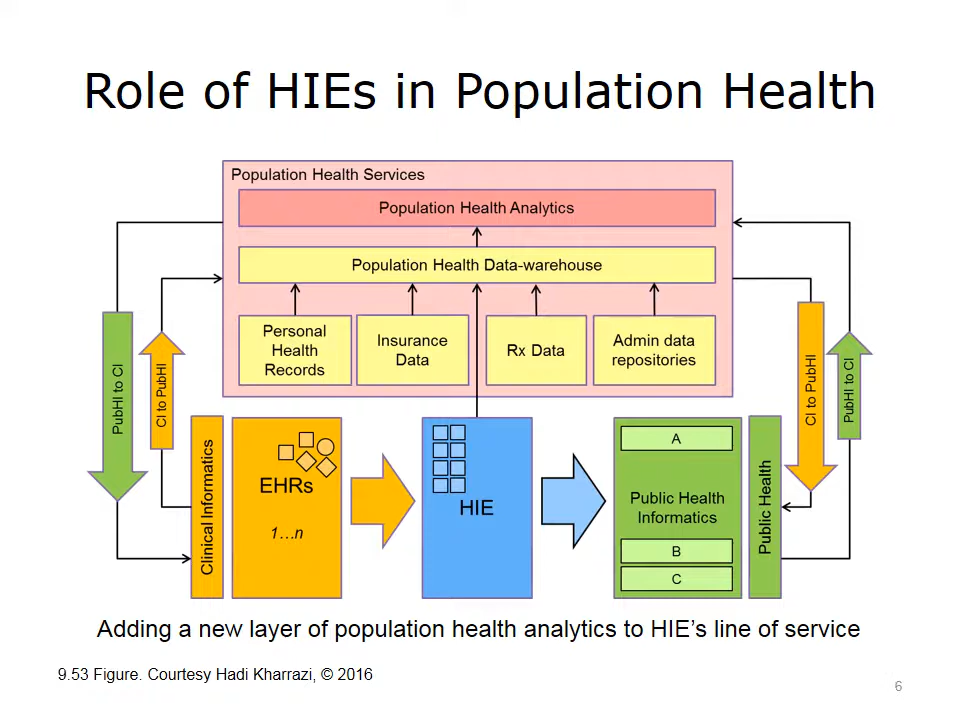 Role of HIEs in Population Health
Population Health Services
Population Health Analytics
Population Health Data-warehouse
Personal
Health
Records
Insurance
Data
Rx Data
Admin data
repositories
PubHI to CI
CI to PubHI
CI to PubHI
PubHI to CI
Clinical Informatics
EHRs
1...n
HIE
A
Public Health
Informatics
B
C
Public Health
Adding a new layer of population health analytics to HIE’s line of service
9.53 Figure. Courtesy Hadi Kharrazi, © 2016
6